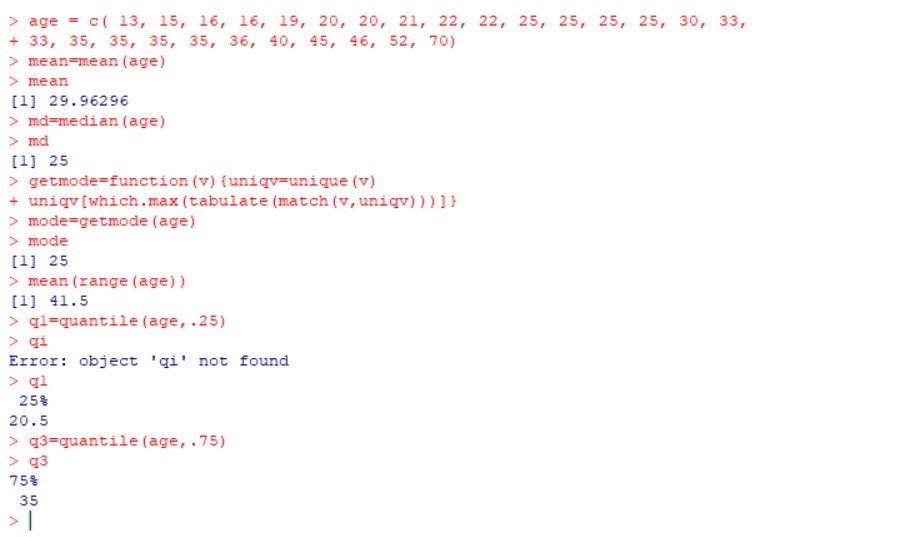 > age = c( 13, 15, 16, 16, 19, 20, 20, 21, 22, 22, 25, 25, 25, 25, 30, 33,
+ 33, 35, 35, 35, 35, 36, 40, 45, 46, 52, 70)
> mean=mean(age)
> mean
[1] 29.96296
> md=median(age)
> md
[1] 25
> getmode=function(v){uniqv=unique(v)
+ uniqv[which.max(tabulate(match(v,uniqv)))]}
> mode=getmode(age)
> mode
[1] 25
> mean(range(age))
[1] 41.5
> q1=quantile(age,.25)
> qi
Error: object 'qi' not found
> q1
25%
20.5
> q3=quantile(age,.75)
> q3
75%
35
>